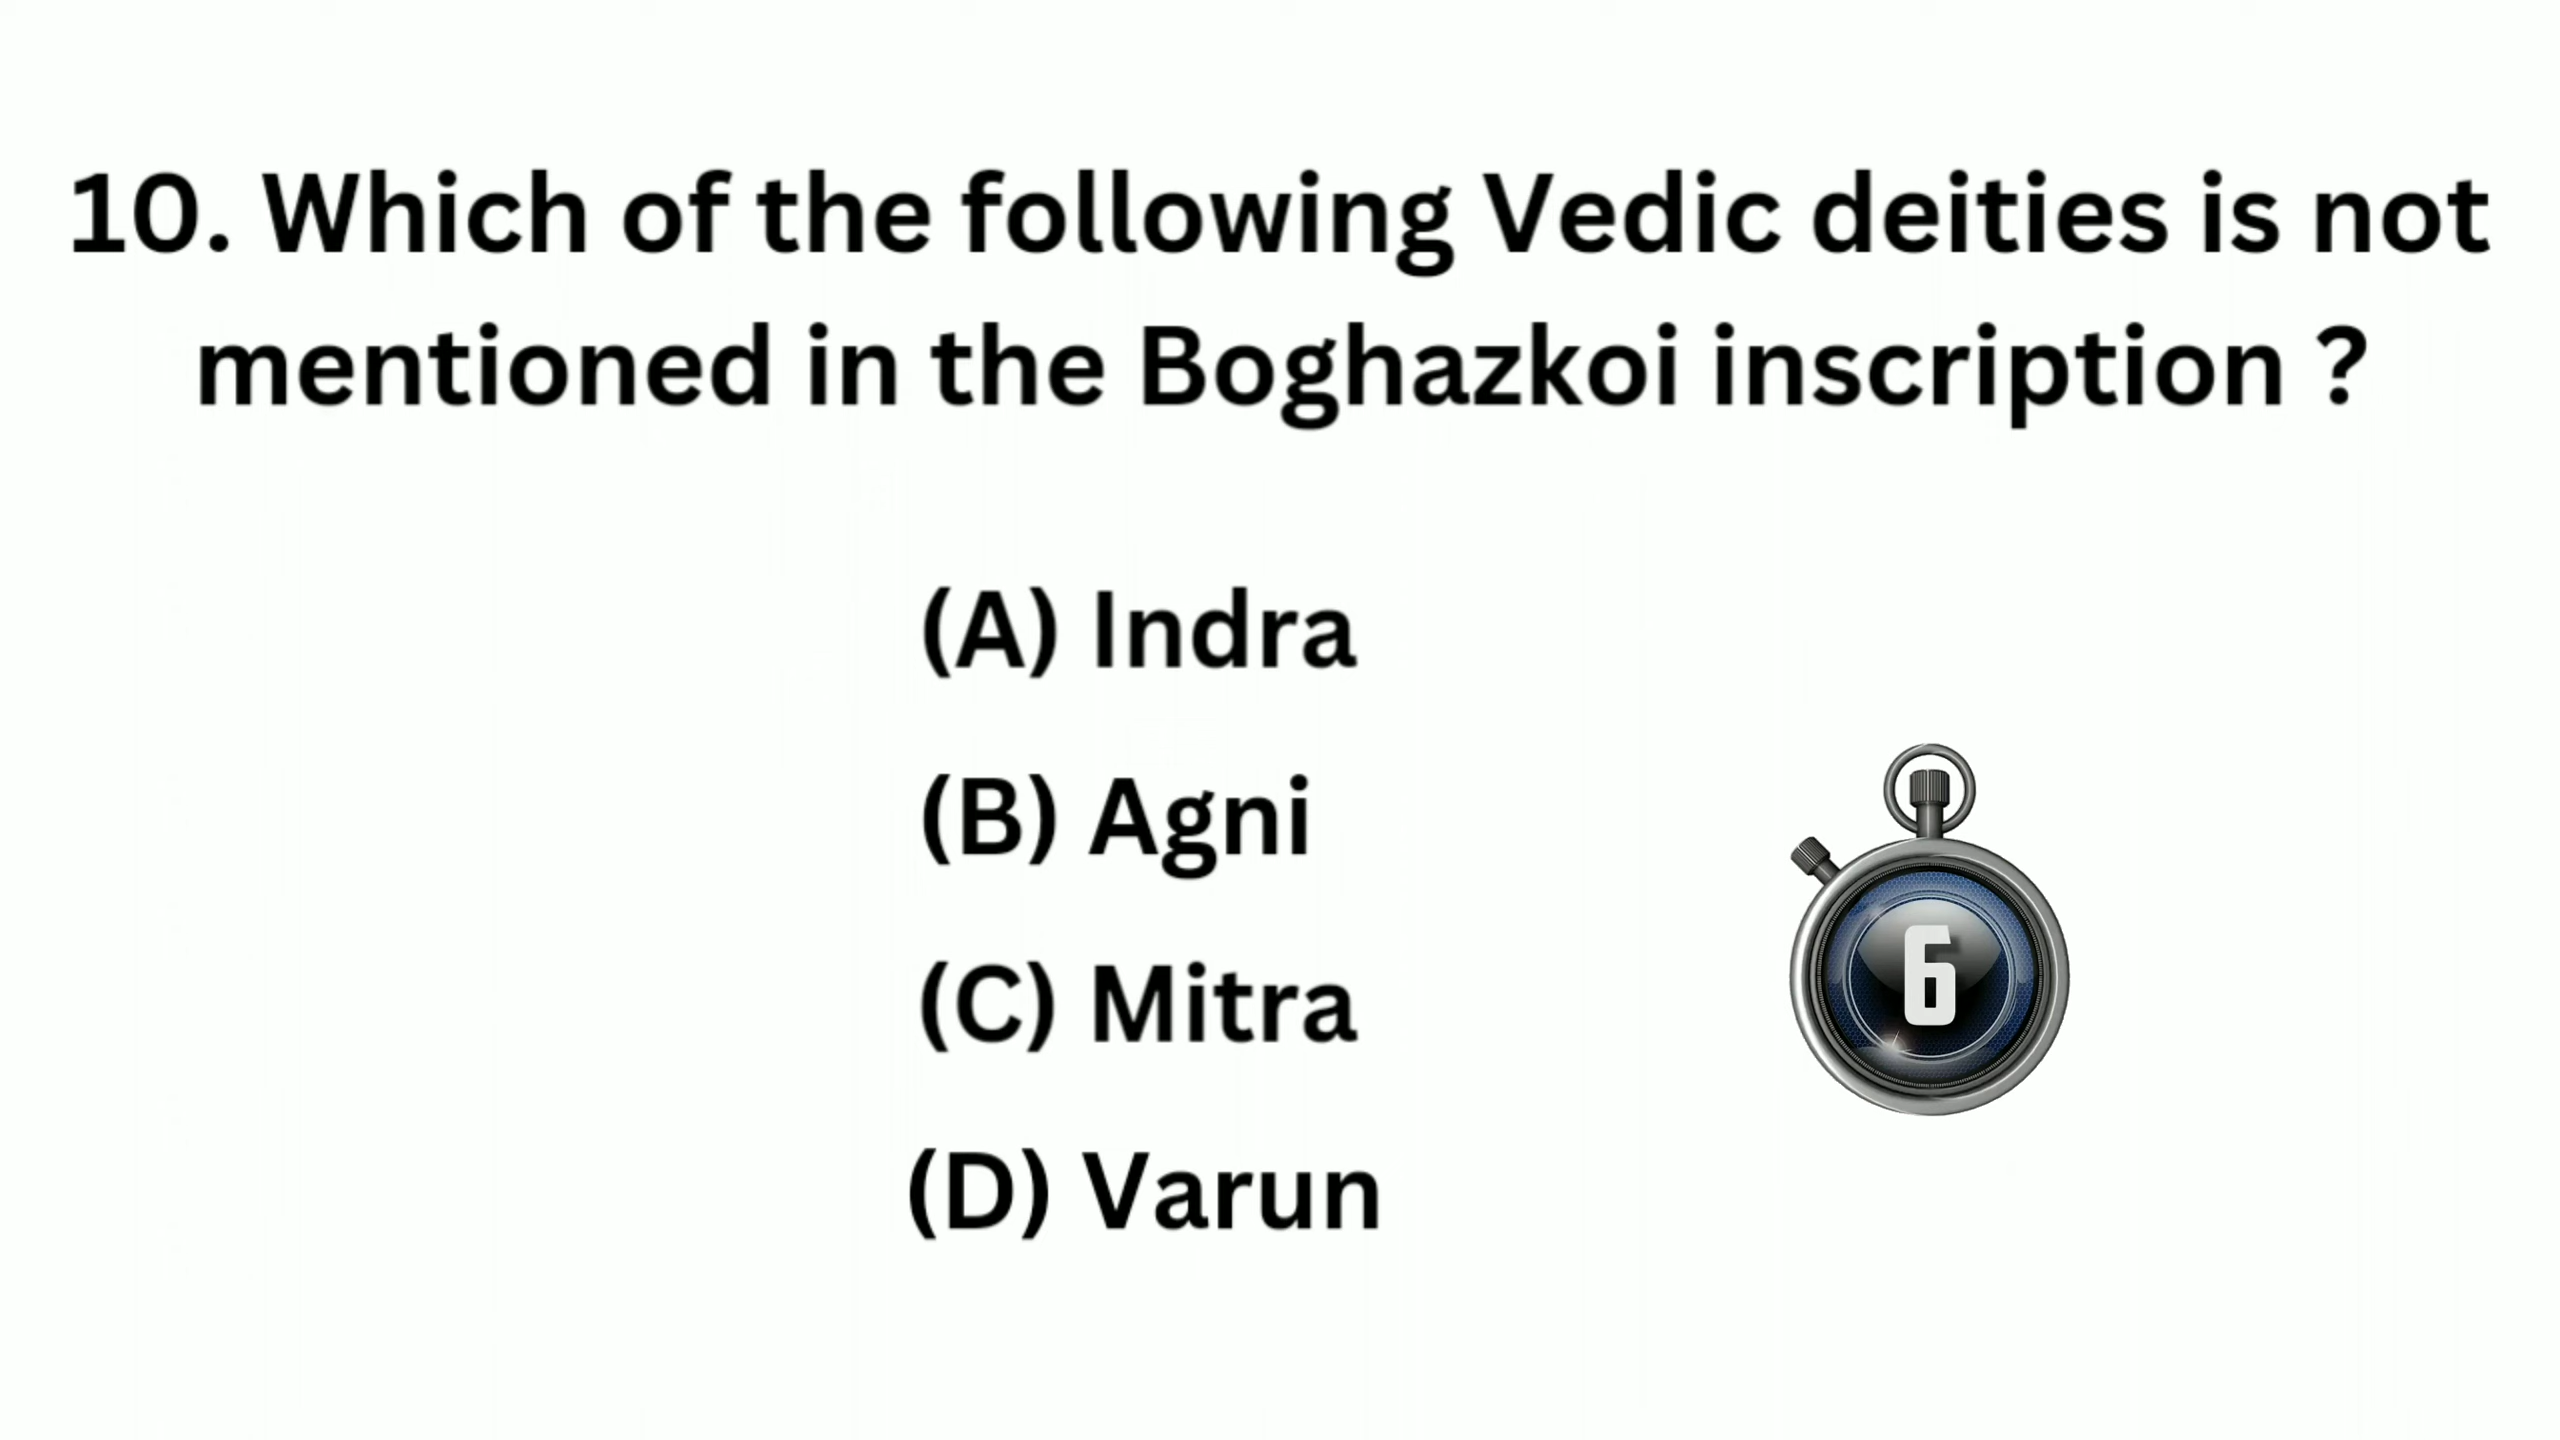 10. Which of the following Vedic deities is not
mentioned in the Boghazkoi inscription ?
(A) Indra
(B) Agni
(C) Mitra
(D) Varun
6